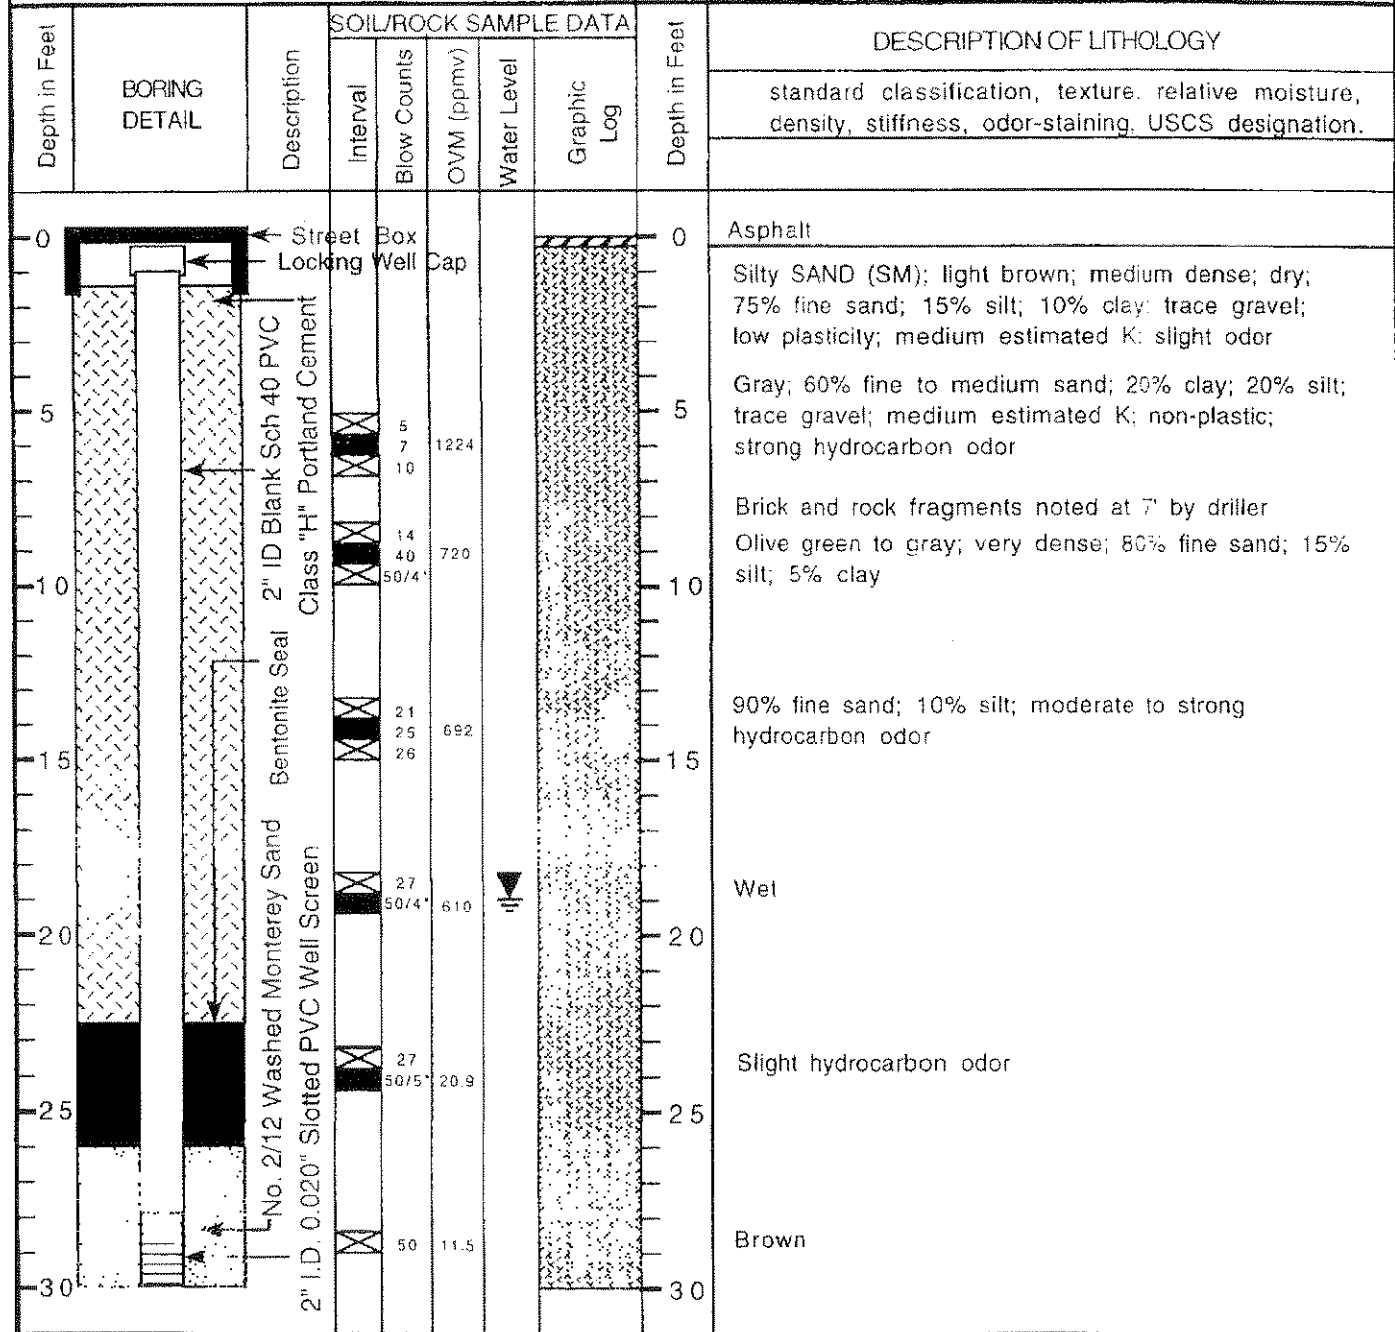 SOIL/ROCK SAMPLE DATA
Depth in Feet
BORING
DETAIL
Description
Interval
Blow Counts
OVM (ppmv)
Water Level
Graphic
Log
Depth in Feet
DESCRIPTION OF LITHOLOGY
standard classification, texture. relative moisture,
density, stiffness, odor-staining. USCS designation.
0
Street Box
Locking Well Cap
2" ID Blank Sch 40 PVC
Class "H" Portland Cement
Bentonite Seal
No. 2/12 Washed Monterey Sand
2" I.D. 0.020" Slotted PVC Well Screen
5
10
15
20
25
30
5
7 1224
10
14
40 720
50/4"
21
25 692
26
27
50/4" 610
27
50/5" 20.9
50 11.5
0
5
10
15
20
25
30
Asphalt
Silty SAND (SM); light brown; medium dense; dry;
75% fine sand; 15% silt; 10% clay: trace gravel;
low plasticity; medium estimated K: slight odor
Gray; 60% fine to medium sand; 20% clay; 20% silt;
trace gravel; medium estimated K; non-plastic;
strong hydrocarbon odor
Brick and rock fragments noted at 7' by driller
Olive green to gray; very dense; 80% fine sand; 15%
silt; 5% clay
90% fine sand; 10% silt; moderate to strong
hydrocarbon odor
Wet
Slight hydrocarbon odor
Brown